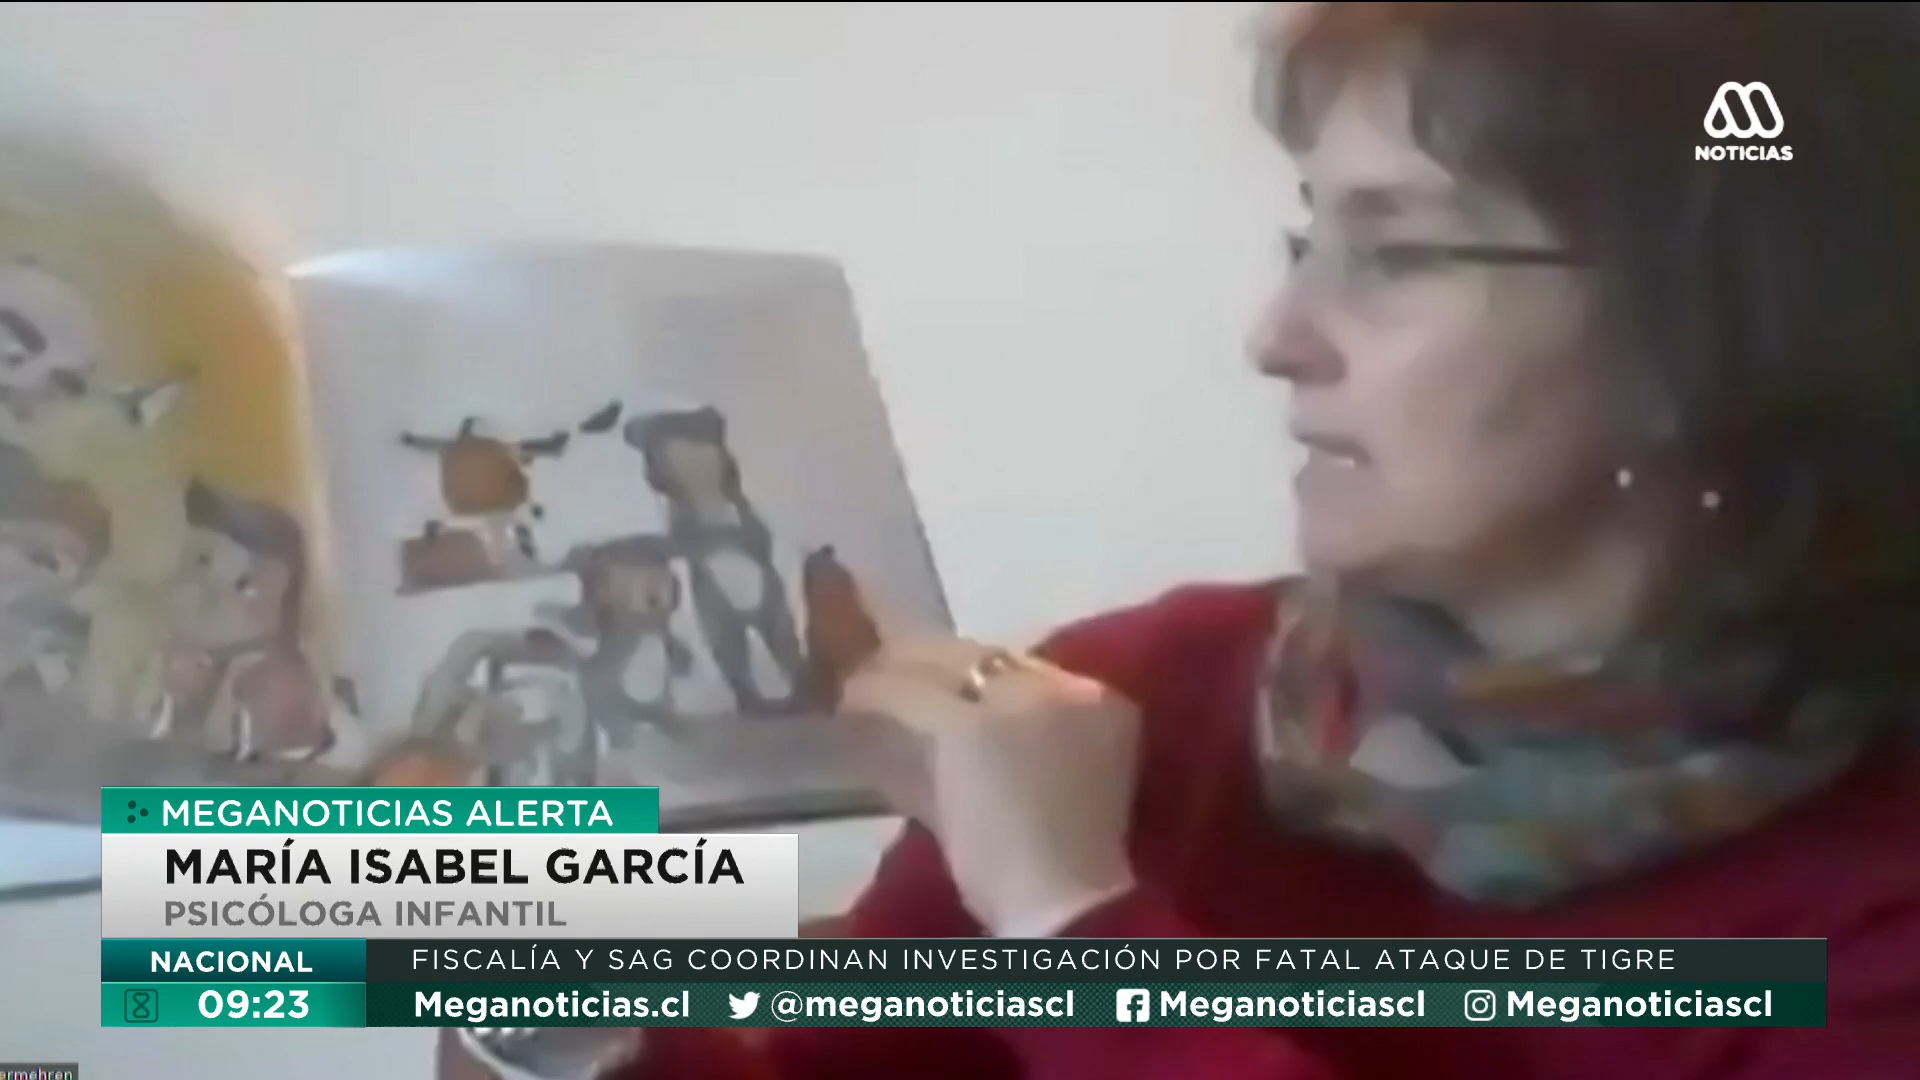 NOTICIAS
MEGANOTICIAS ALERTA
MARÍA ISABEL GARCÍA
PSICÓLOGA INFANTIL
NACIONAL
FISCALÍA Y SAG COORDINAN INVESTIGACIÓN POR FATAL ATAQUE DE TIGRE
09:23
Meganoticias.cl @meganoticiascl Meganoticiascl Meganoticiascl